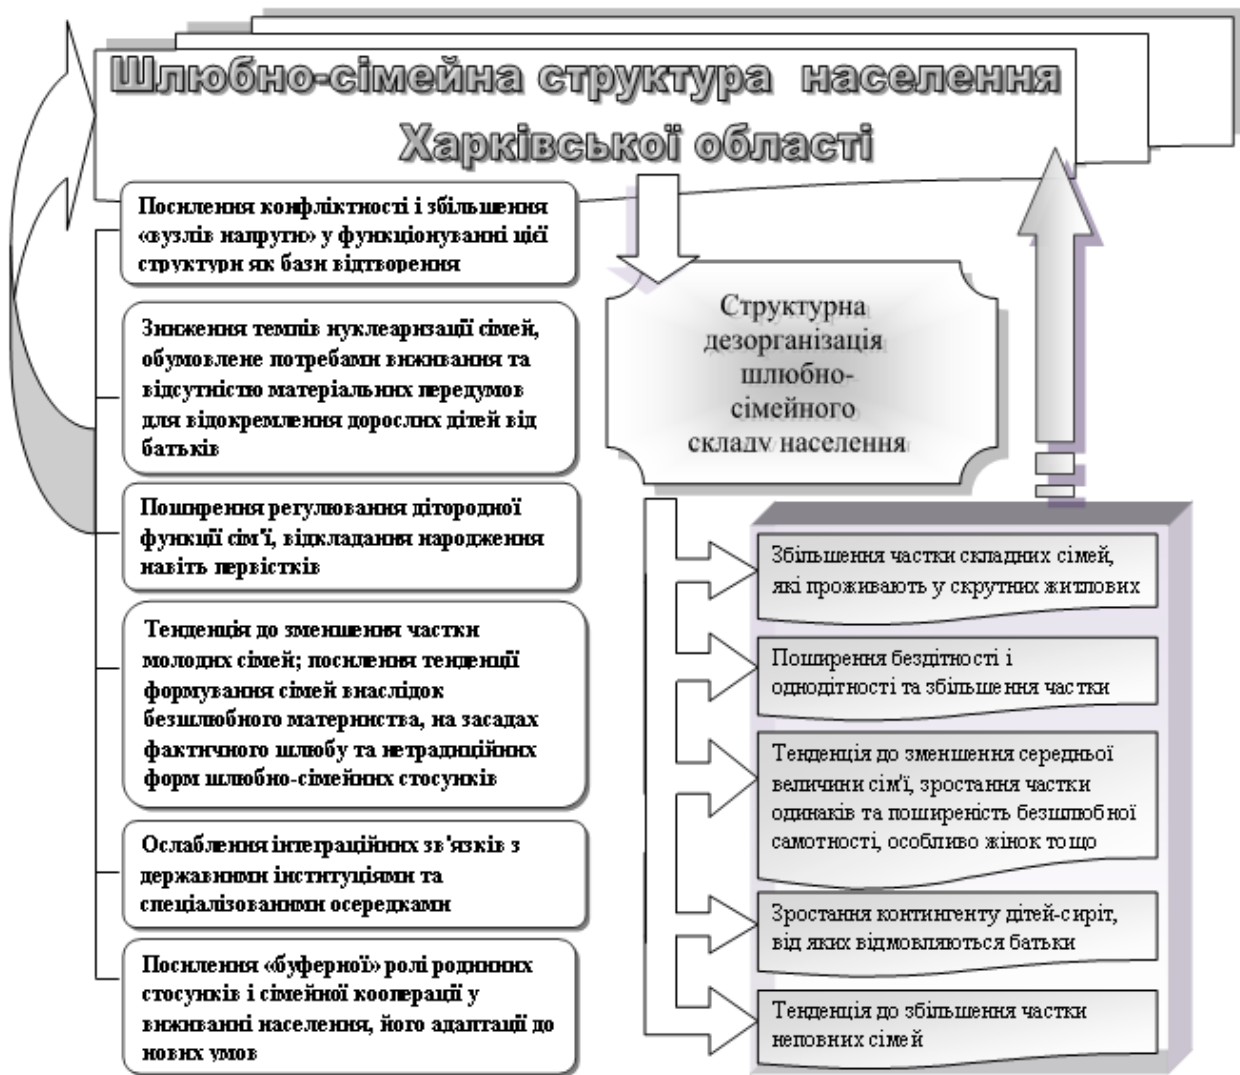 Шлюбно-сімейна структура населення
Харківської області
Посилення конфліктності і збільшення
«вузлів напруги» у функціонуванні цієї
структури як бази відтворення
Зниження темпів нуклеаризації сімей,
обумовлене потребами виживання та
відсутністю матеріальних передумов
для відокремлення дорослих дітей від
батьків
Поширення регулювання дітородної
функції сім'ї, відкладання народження
навіть первістків
Тенденція до зменшення частки
молодих сімей; посилення тенденції
формування сімей внаслідок
безшлюбного материнства, на засадах
фактичного шлюбу та нетрадиційних
форм шлюбно-сімейних стосунків
Ослаблення інтеграційних зв'язків з
державними інституціями та
спеціалізованими осередками
Посилення «буферної» ролі родинних
стосунків і сімейної кооперації у
виживанні населення, його адаптації до
нових умов
Структурна
дезорганізація
шлюбно-
сімейного
складу населення
Збільшення частки складних сімей,
які проживають у скрутних житлових
Поширення бездітності і
однодітності та збільшення частки
Тенденція до зменшення середньої
величини сім'ї, зростання частки
одинаків та поширеність безшлюбної
самотності, особливо жінок тощо
Зростання контингенту дітей-сиріт,
від яких відмовляються батьки
Тенденція до збільшення частки
неповних сімей